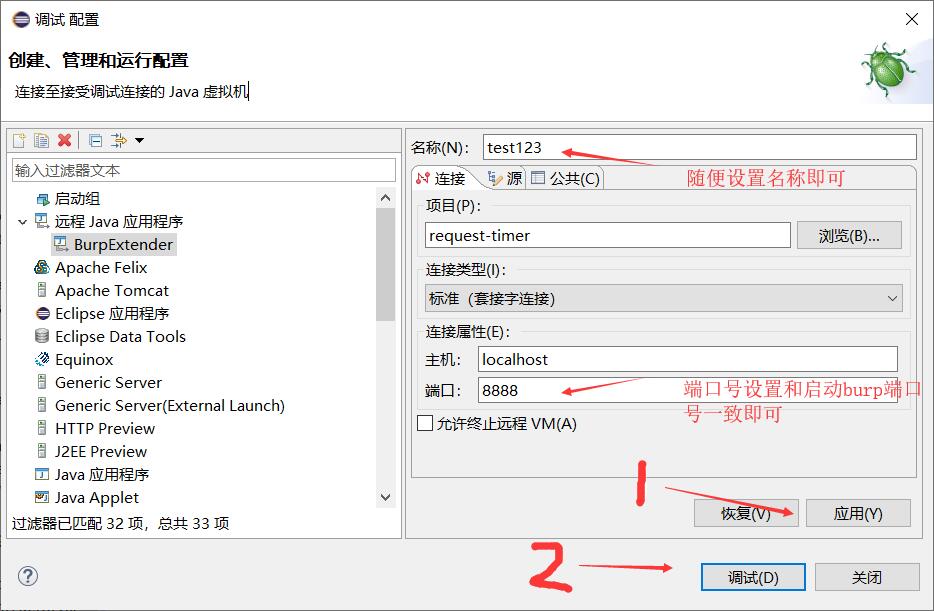 调试 配置
创建、管理和运行配置
连接至接受调试连接的 Java 虚拟机
输入过滤器文本
启动组
远程 Java 应用程序
BurpExtender
Apache Felix
Apache Tomcat
Eclipse 应用程序
Eclipse Data Tools
Equinox
Generic Server
Generic Server(External Launch)
HTTP Preview
J2EE Preview
Java 应用程序
Java Applet
过滤器已匹配 32 项，总共 33 项
名称(N)： test123
随便设置名称即可
连接 源 公共(C)
项目(P)：
request-timer 浏览(B)...
连接类型(I)：
标准（套接字连接）
连接属性(E)：
主机： localhost
端口： 8888
端口号设置和启动burp端口
号一致即可
允许终止远程 VM(A)
1
恢复(V) 应用(Y)
2
调试(D) 关闭